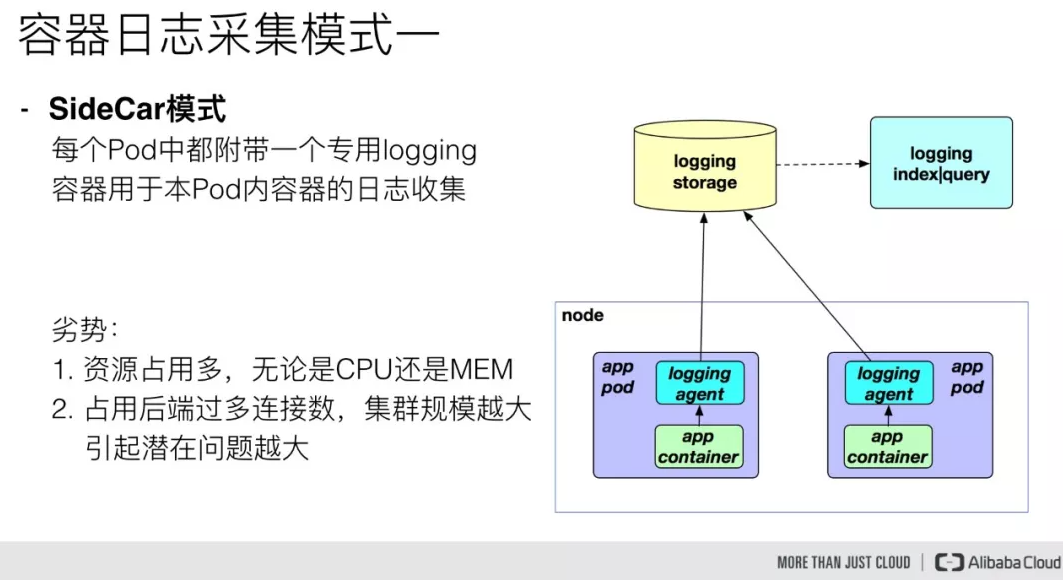 容器日志采集模式一
- SideCar模式
每个Pod中都附带一个专用logging
容器用于本Pod内容器的日志收集
劣势：
1. 资源占用多，无论是CPU还是MEM
2. 占用后端过多连接数，集群规模越大
引起潜在问题越大
logging
storage
logging
index|query
node
app
pod
logging
agent
app
container
logging
agent
app
pod
app
container
MORE THAN JUST CLOUD | Alibaba Cloud